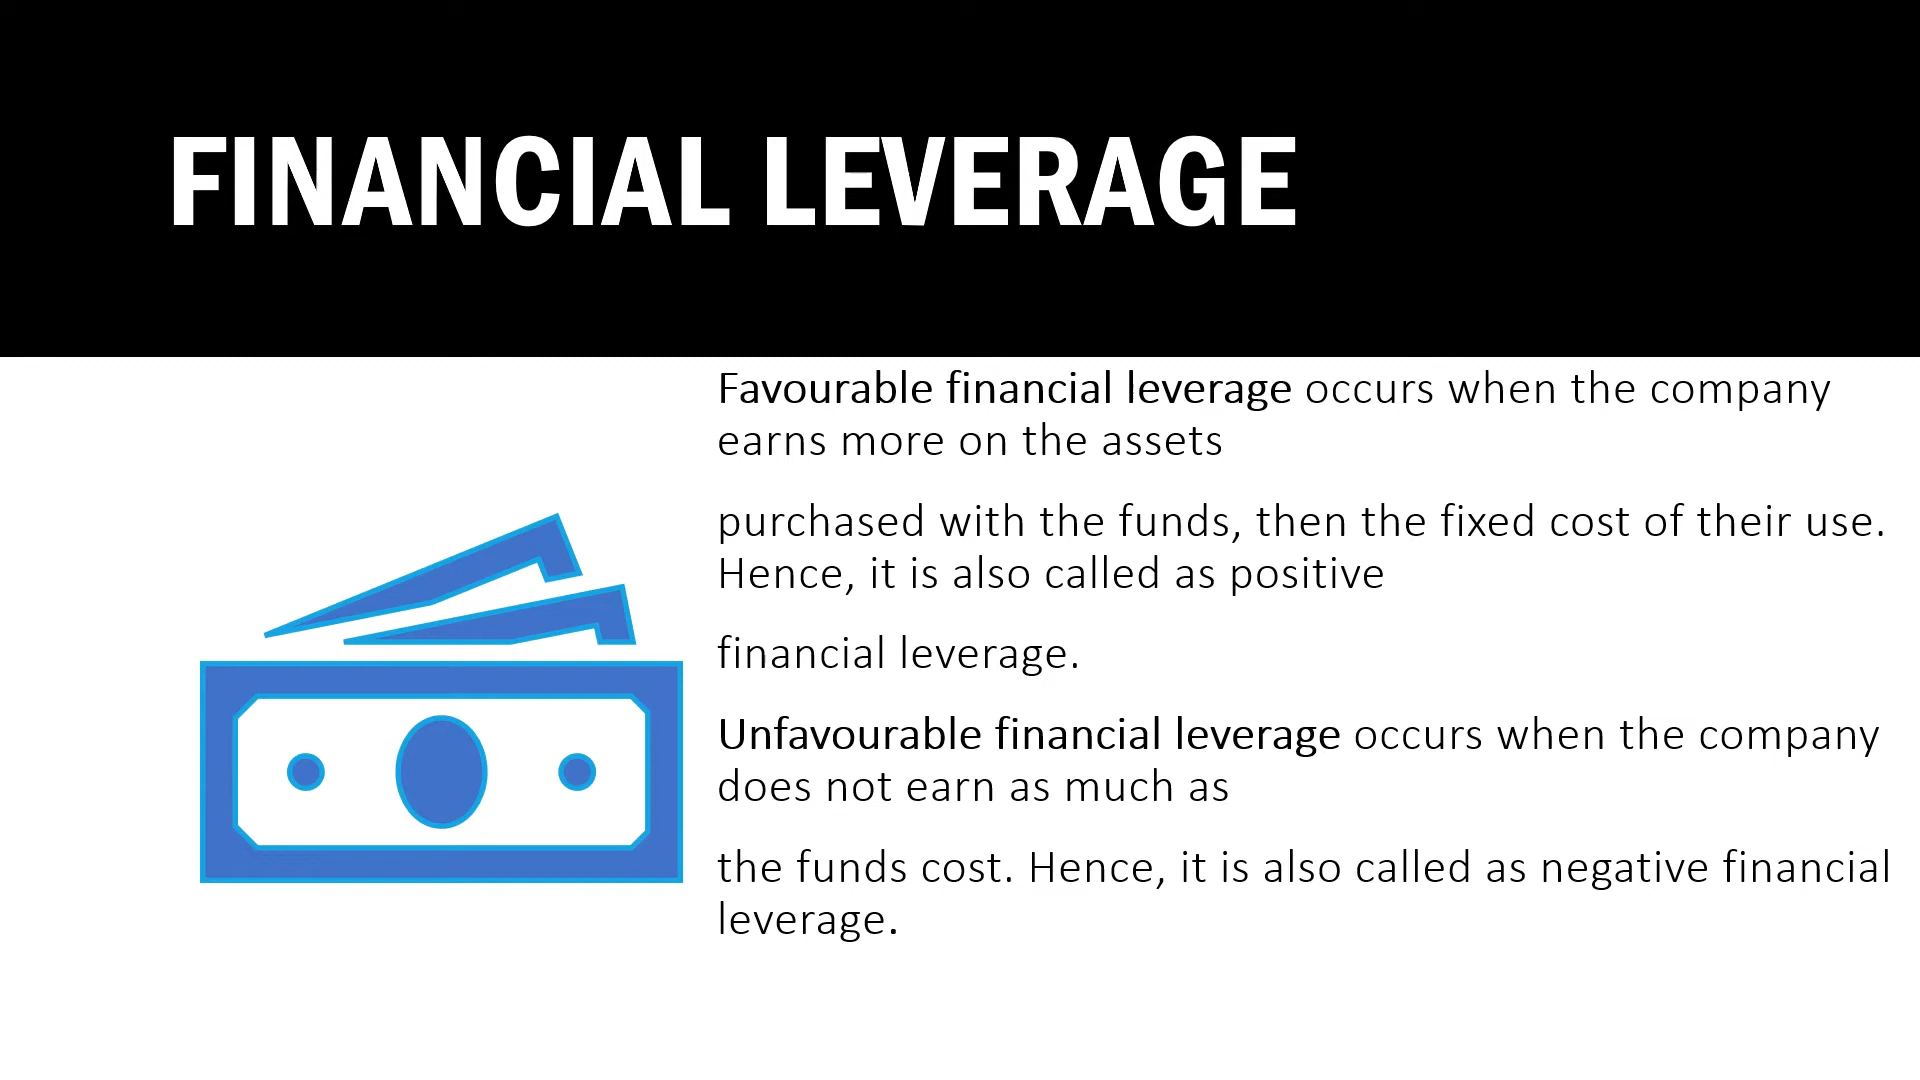 FINANCIAL LEVERAGE
Favourable financial leverage occurs when the company
earns more on the assets
purchased with the funds, then the fixed cost of their use.
Hence, it is also called as positive
financial leverage.
Unfavourable financial leverage occurs when the company
does not earn as much as
the funds cost. Hence, it is also called as negative financial
leverage.